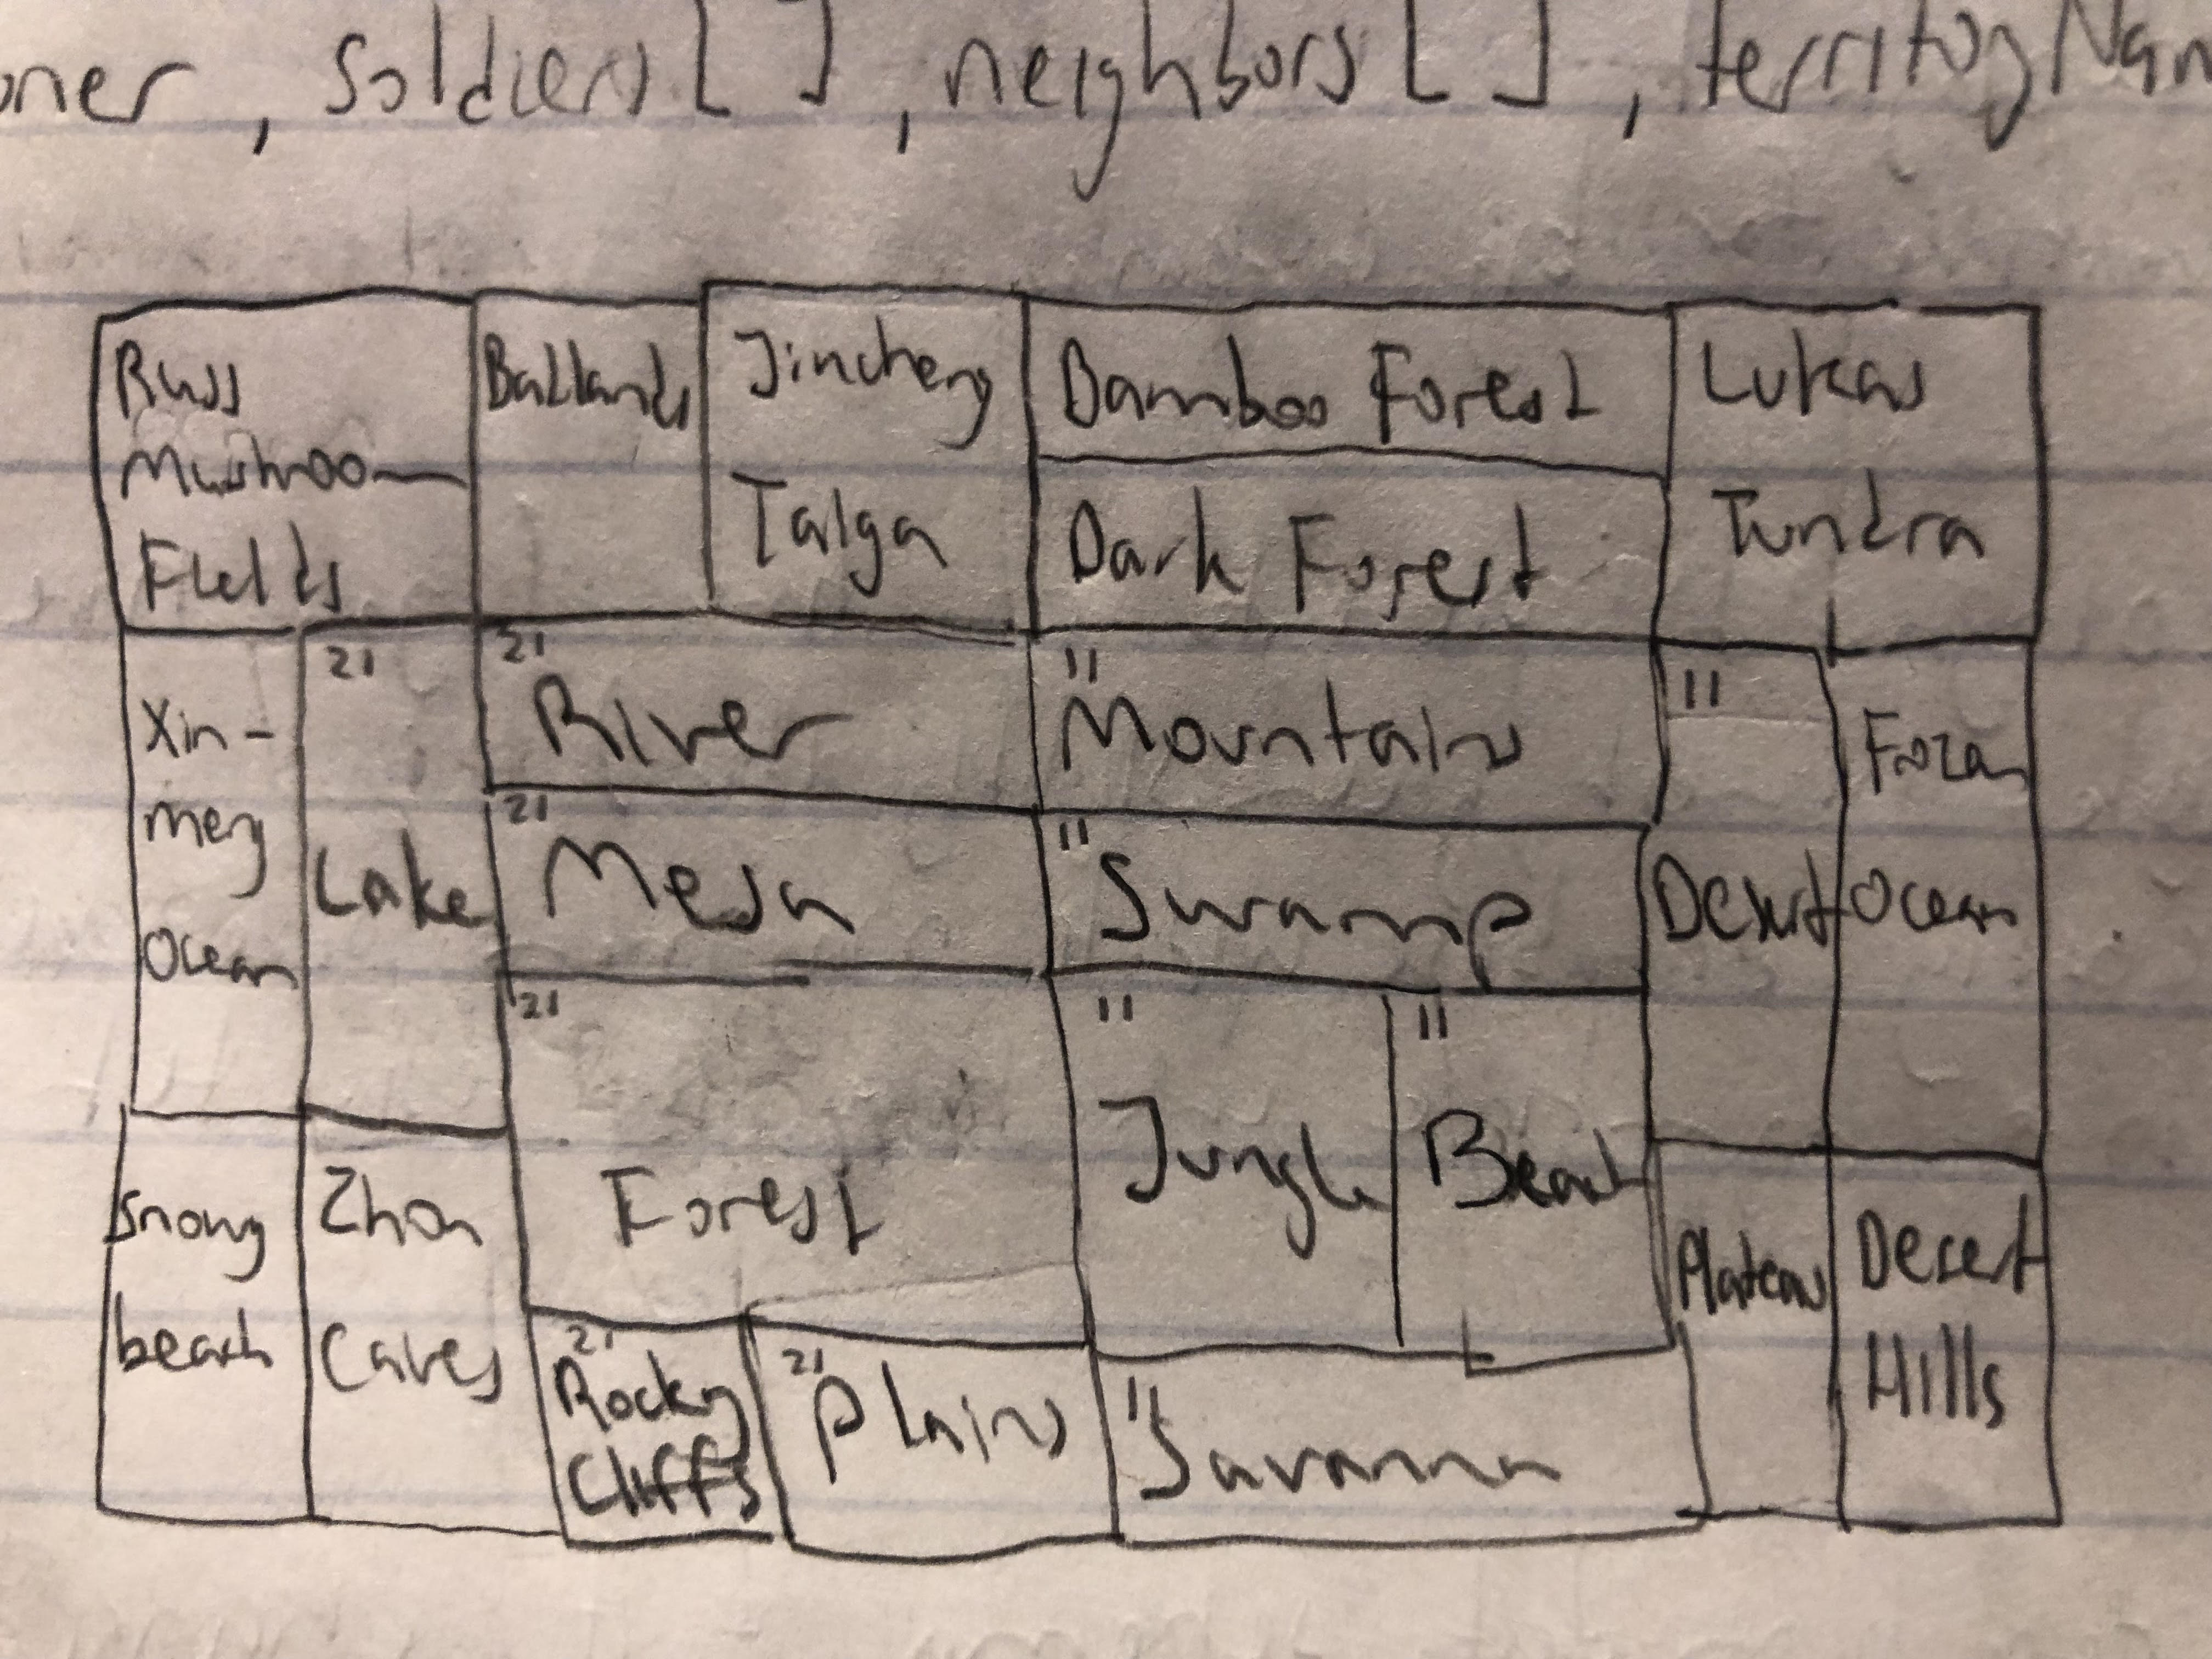 oner, soldiers[ ], neighbors[ ], territoyNam
Russ
Mushroom
Fields
Badlands
Jincheng
Taiga
Bamboo Forest
Dark Forest
Lukas
Tundra
Xin-
meng
Ocean
21
Lake
21
River
11
Mountains
11
Desert
Frozen
Ocean
21
Mesa
11
Swamp
21
Forest
11
Jungle
11
Beach
Snowy
beach
Zhon
Caves
21
Rocky
Cliffs
21
Plains
11
Savanna
Plateau
Desert
Hills